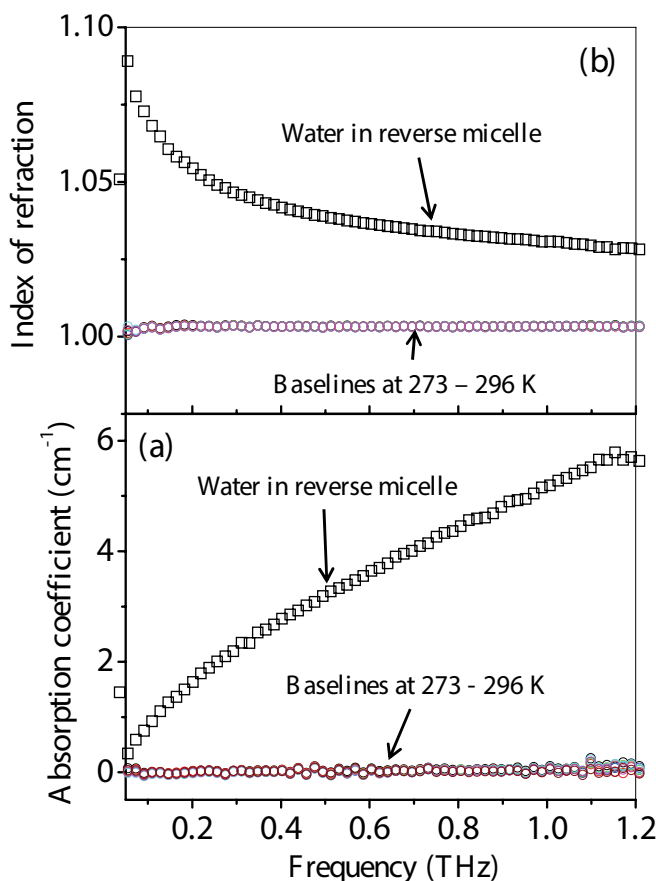 1.10
(b)
Water in reverse micelle
1.05
Index of refraction
1.00
Baselines at 273 – 296 K
6
(a)
Water in reverse micelle
4
Absorption coefficient (cm⁻¹)
2
Baselines at 273 - 296 K
0
0.2 0.4 0.6 0.8 1.0 1.2
Frequency (THz)